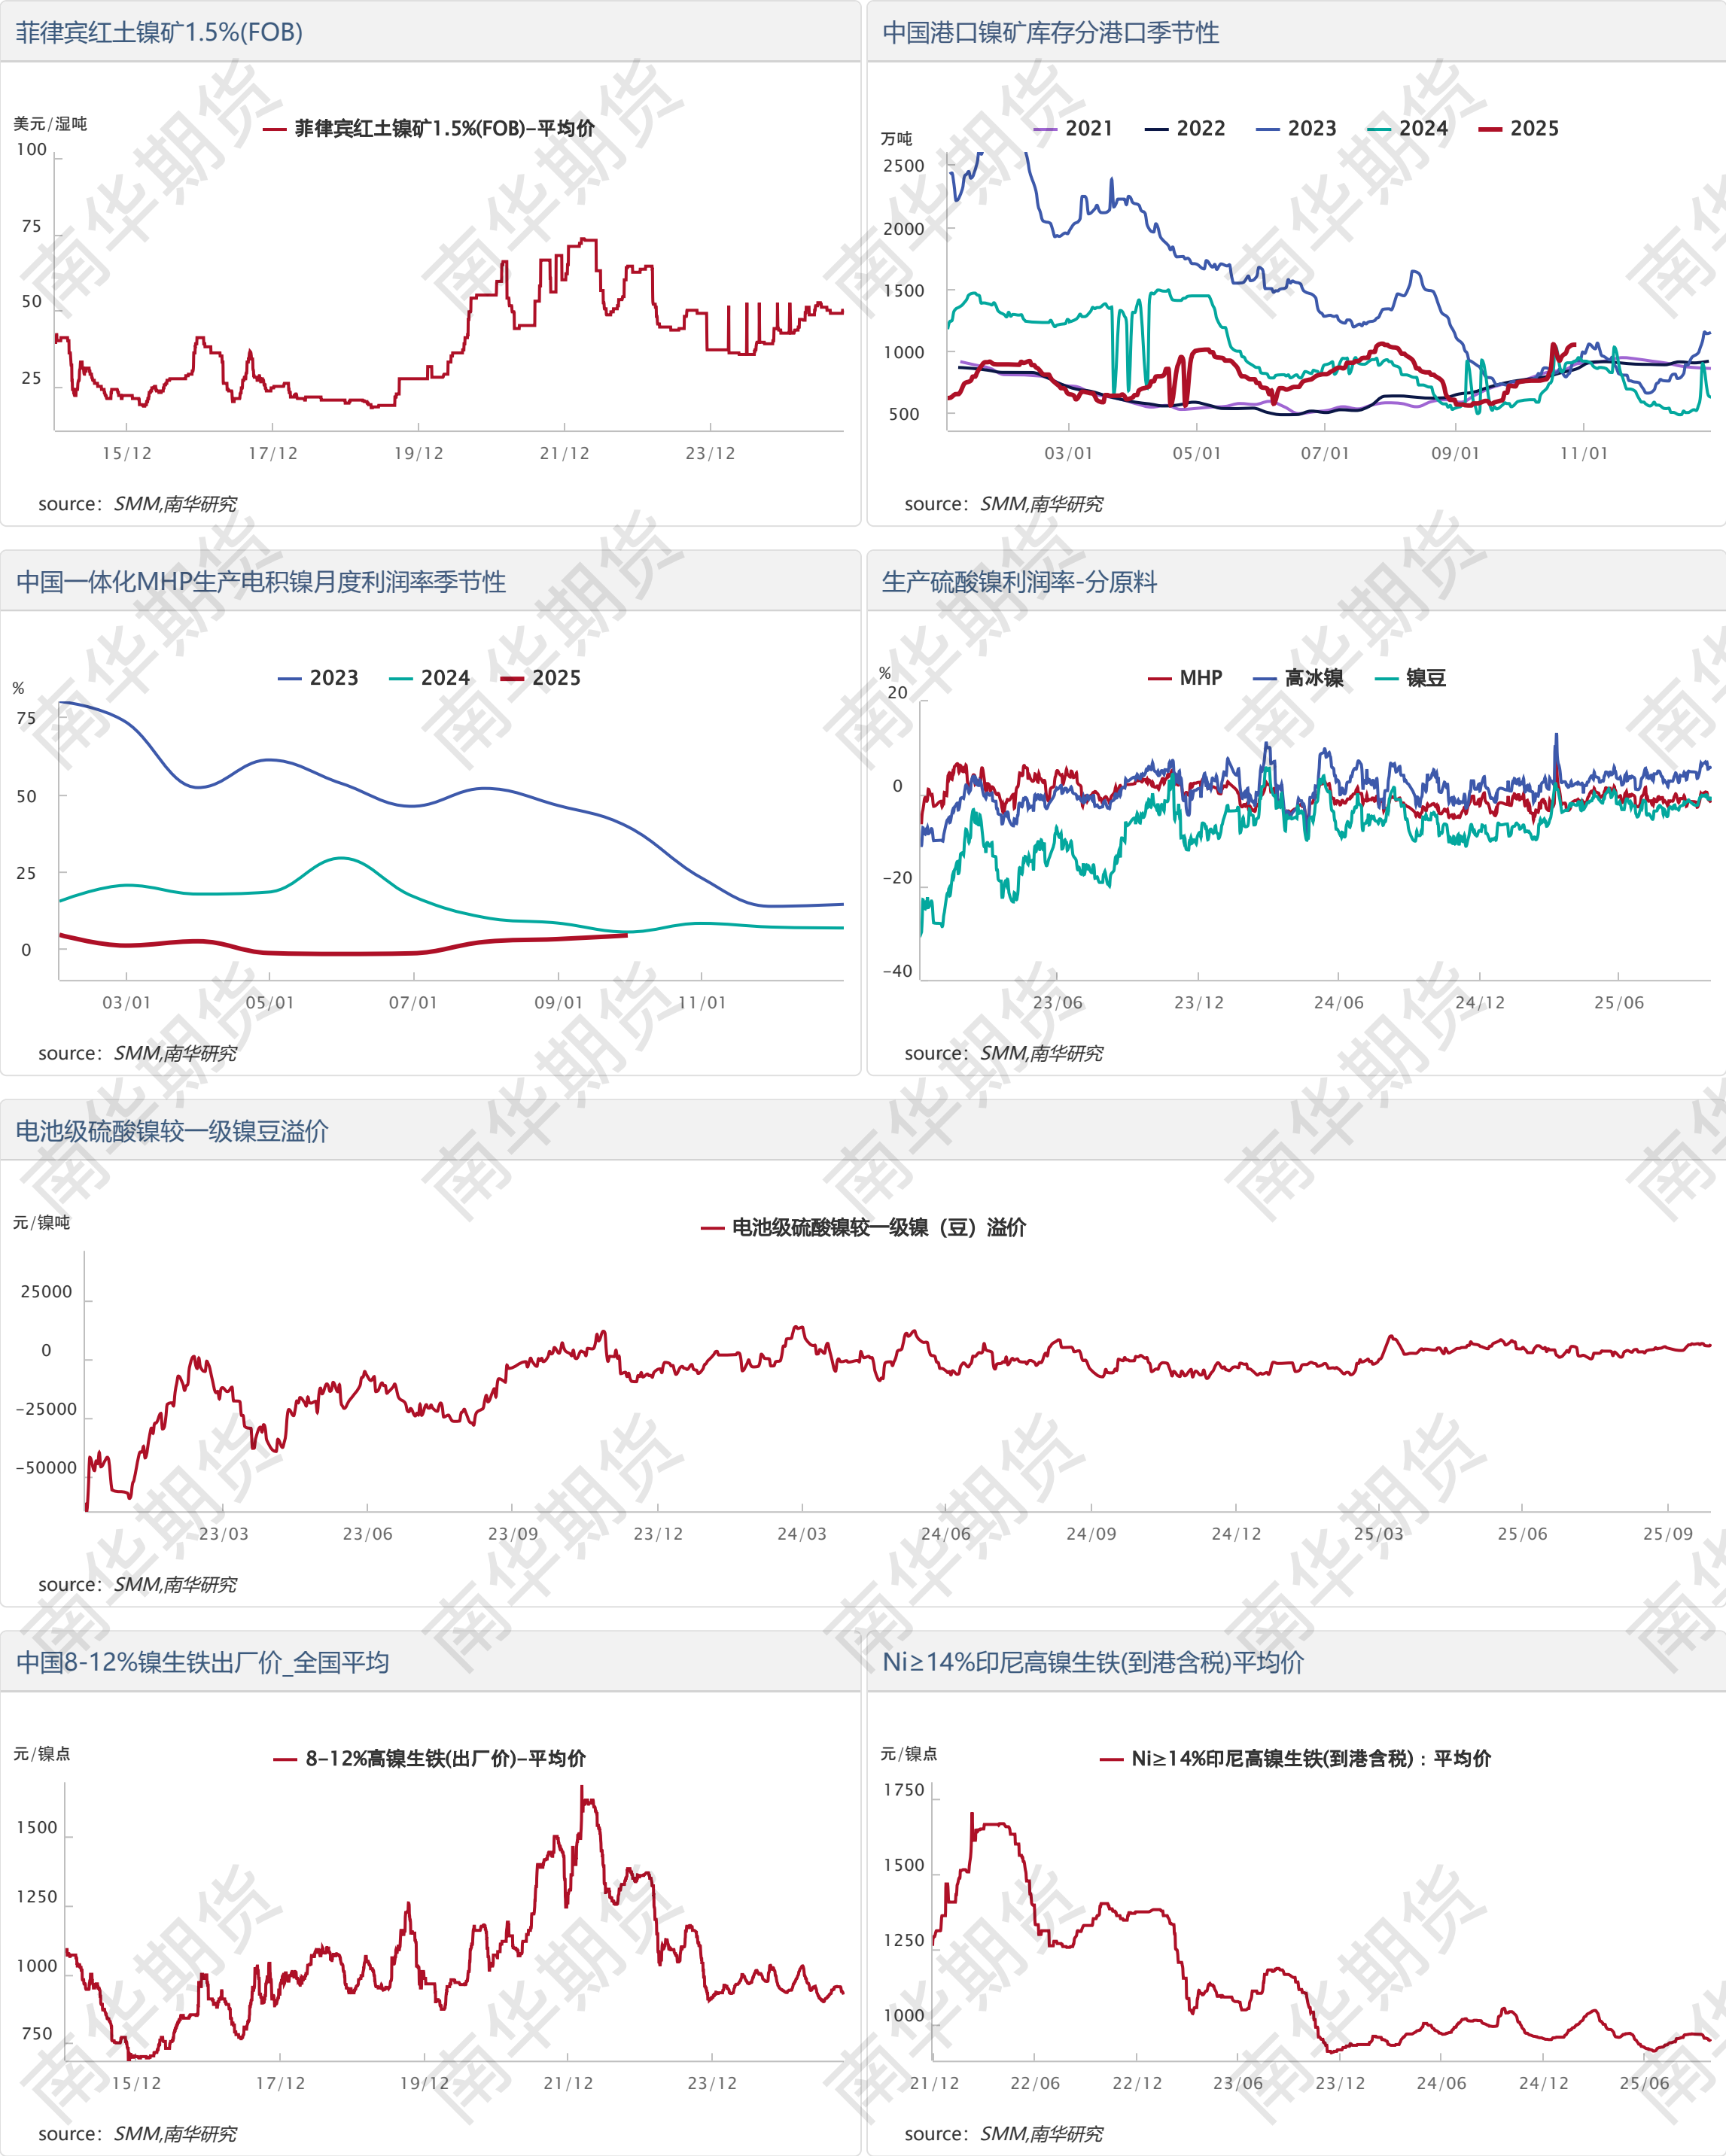 菲律宾红土镍矿1.5%(FOB)
美元/湿吨
菲律宾红土镍矿1.5%(FOB)-平均价
100
75
50
25
15/12 17/12 19/12 21/12 23/12
source: SMM,南华研究
中国港口镍矿库存分港口季节性
万吨
2021 2022 2023 2024 2025
2500
2000
1500
1000
500
03/01 05/01 07/01 09/01 11/01
source: SMM,南华研究
中国一体化MHP生产电积镍月度利润率季节性
%
2023 2024 2025
75
50
25
0
03/01 05/01 07/01 09/01 11/01
source: SMM,南华研究
生产硫酸镍利润率-分原料
%
MHP 高冰镍 镍豆
20
0
-20
-40
23/06 23/12 24/06 24/12 25/06
source: SMM,南华研究
电池级硫酸镍较一级镍豆溢价
元/镍吨
电池级硫酸镍较一级镍（豆）溢价
25000
0
-25000
-50000
23/03 23/06 23/09 23/12 24/03 24/06 24/09 24/12 25/03 25/06 25/09
source: SMM,南华研究
中国8-12%镍生铁出厂价_全国平均
元/镍点
8-12%高镍生铁(出厂价)-平均价
1500
1250
1000
750
15/12 17/12 19/12 21/12 23/12
source: SMM,南华研究
Ni≥14%印尼高镍生铁(到港含税)平均价
元/镍点
Ni≥14%印尼高镍生铁(到港含税)：平均价
1750
1500
1250
1000
21/12 22/06 22/12 23/06 23/12 24/06 24/12 25/06
source: SMM,南华研究
南华期货